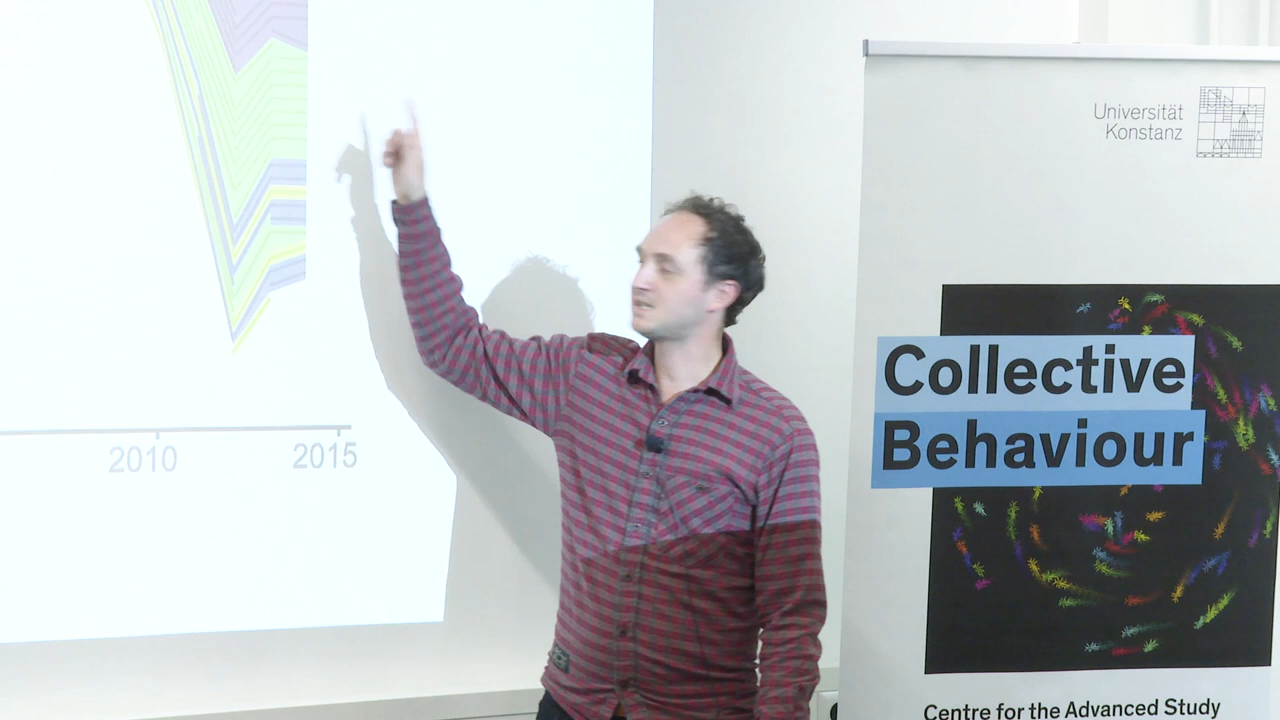 2010
2015
Universität
Konstanz
Collective
Behaviour
Centre for the Advanced Study